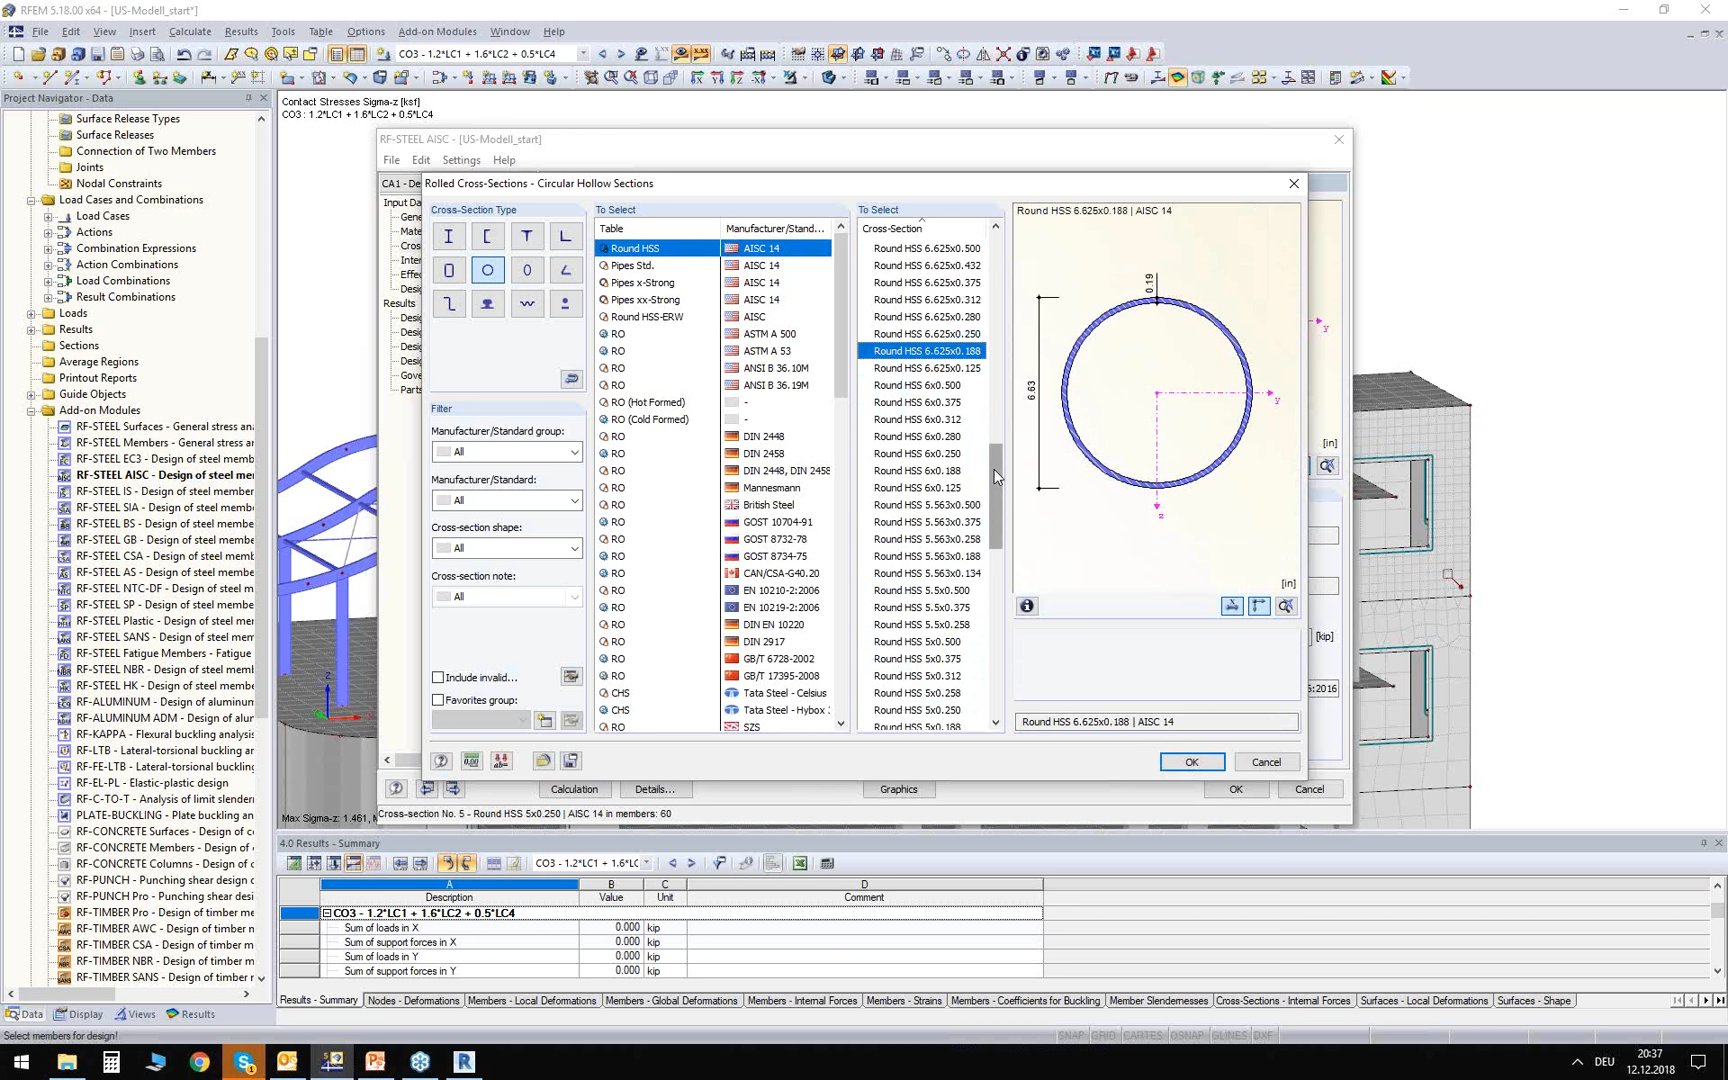 RFEM 5.18.00 x64 - [US-Modell_start*]
File Edit View Insert Calculate Results Tools Table Options Add-on Modules Window Help
CO3 - 1.2*LC1 + 1.6*LC2 + 0.5*LC4
Project Navigator - Data
Surface Release Types
Surface Releases
Connection of Two Members
Joints
Nodal Constraints
Load Cases and Combinations
Load Cases
Actions
Combination Expressions
Action Combinations
Load Combinations
Result Combinations
Loads
Results
Sections
Average Regions
Printout Reports
Guide Objects
Add-on Modules
RF-STEEL Surfaces - General stress ana
RF-STEEL Members - General stress ana
RF-STEEL EC3 - Design of steel membe
RF-STEEL AISC - Design of steel mem
RF-STEEL IS - Design of steel member
RF-STEEL SIA - Design of steel membe
RF-STEEL BS - Design of steel membe
RF-STEEL GB - Design of steel membe
RF-STEEL CSA - Design of steel memb
RF-STEEL AS - Design of steel membe
RF-STEEL NTC-DF - Design of steel me
RF-STEEL SP - Design of steel membe
RF-STEEL Plastic - Design of steel mem
RF-STEEL SANS - Design of steel mem
RF-STEEL Fatigue Members - Fatigue
RF-STEEL NBR - Design of steel memb
RF-STEEL HK - Design of steel membe
RF-ALUMINUM - Design of aluminum
RF-ALUMINUM ADM - Design of alum
RF-KAPPA - Flexural buckling analysis
RF-LTB - Lateral-torsional buckling an
RF-FE-LTB - Lateral-torsional buckling
RF-EL-PL - Elastic-plastic design
RF-C-TO-T - Analysis of limit slender
PLATE-BUCKLING - Plate buckling an
RF-CONCRETE Surfaces - Design of c
RF-CONCRETE Members - Design of c
RF-CONCRETE Columns - Design of c
RF-PUNCH - Punching shear design o
RF-PUNCH Pro - Punching shear des
RF-TIMBER Pro - Design of timber me
RF-TIMBER AWC - Design of timber m
RF-TIMBER CSA - Design of timber m
RF-TIMBER NBR - Design of timber m
RF-TIMBER SANS - Design of timber n
Data Display Views Results
Select members for design!
Contact Stresses Sigma-z [ksf]
CO3 : 1.2*LC1 + 1.6*LC2 + 0.5*LC4
Z
Max Sigma-z: 1.461, M
RF-STEEL AISC - [US-Modell_start]
File Edit Settings Help
CA1 - De
Input Dat
Results
Rolled Cross-Sections - Circular Hollow Sections
Cross-Section Type
Filter
Manufacturer/Standard group:
All
Manufacturer/Standard:
All
Cross-section shape:
All
Cross-section note:
All
Include invalid...
Favorites group:
To Select
Table Manufacturer/Stand...
Round HSS AISC 14
Pipes Std. AISC 14
Pipes x-Strong AISC 14
Pipes xx-Strong AISC 14
Round HSS-ERW AISC
RO ASTM A 500
RO ASTM A 53
RO ANSI B 36.10M
RO ANSI B 36.19M
RO (Hot Formed) -
RO (Cold Formed) -
RO DIN 2448
RO DIN 2458
RO DIN 2448, DIN 2458
RO Mannesmann
RO British Steel
RO GOST 10704-91
RO GOST 8732-78
RO GOST 8734-75
RO CAN/CSA-G40.20
RO EN 10210-2:2006
RO EN 10219-2:2006
RO DIN EN 10220
RO DIN 2917
RO GB/T 6728-2002
RO GB/T 17395-2008
CHS Tata Steel - Celsius
CHS Tata Steel - Hybox
RO SZS
To Select
Cross-Section
Round HSS 6.625x0.500
Round HSS 6.625x0.432
Round HSS 6.625x0.375
Round HSS 6.625x0.312
Round HSS 6.625x0.280
Round HSS 6.625x0.250
Round HSS 6.625x0.188
Round HSS 6.625x0.125
Round HSS 6x0.500
Round HSS 6x0.375
Round HSS 6x0.312
Round HSS 6x0.280
Round HSS 6x0.250
Round HSS 6x0.188
Round HSS 6x0.125
Round HSS 5.563x0.500
Round HSS 5.563x0.375
Round HSS 5.563x0.258
Round HSS 5.563x0.188
Round HSS 5.563x0.134
Round HSS 5.5x0.500
Round HSS 5.5x0.375
Round HSS 5.5x0.258
Round HSS 5x0.500
Round HSS 5x0.375
Round HSS 5x0.312
Round HSS 5x0.258
Round HSS 5x0.250
Round HSS 5x0.188
Round HSS 6.625x0.188 | AISC 14
0.19
6.63
y
z
[in]
Round HSS 6.625x0.188 | AISC 14
OK Cancel
y
[in]
[kip]
5:2016
Calculation Details... Graphics OK Cancel
Cross-section No. 5 - Round HSS 5x0.250 | AISC 14 in members: 60
4.0 Results - Summary
CO3 - 1.2*LC1 + 1.6*LC
A B C D
Description Value Unit Comment
CO3 - 1.2*LC1 + 1.6*LC2 + 0.5*LC4
Sum of loads in X 0.000 kip
Sum of support forces in X 0.000 kip
Sum of loads in Y 0.000 kip
Sum of support forces in Y 0.000 kip
Results - Summary Nodes - Deformations Members - Local Deformations Members - Global Deformations Members - Internal Forces Members - Strains Members - Coefficients for Buckling Member Slendernesses Cross-Sections - Internal Forces Surfaces - Local Deformations Surfaces - Shape
SNAP GRID CARTES OSNAP GLINES DXF
DEU 20:37
12.12.2018